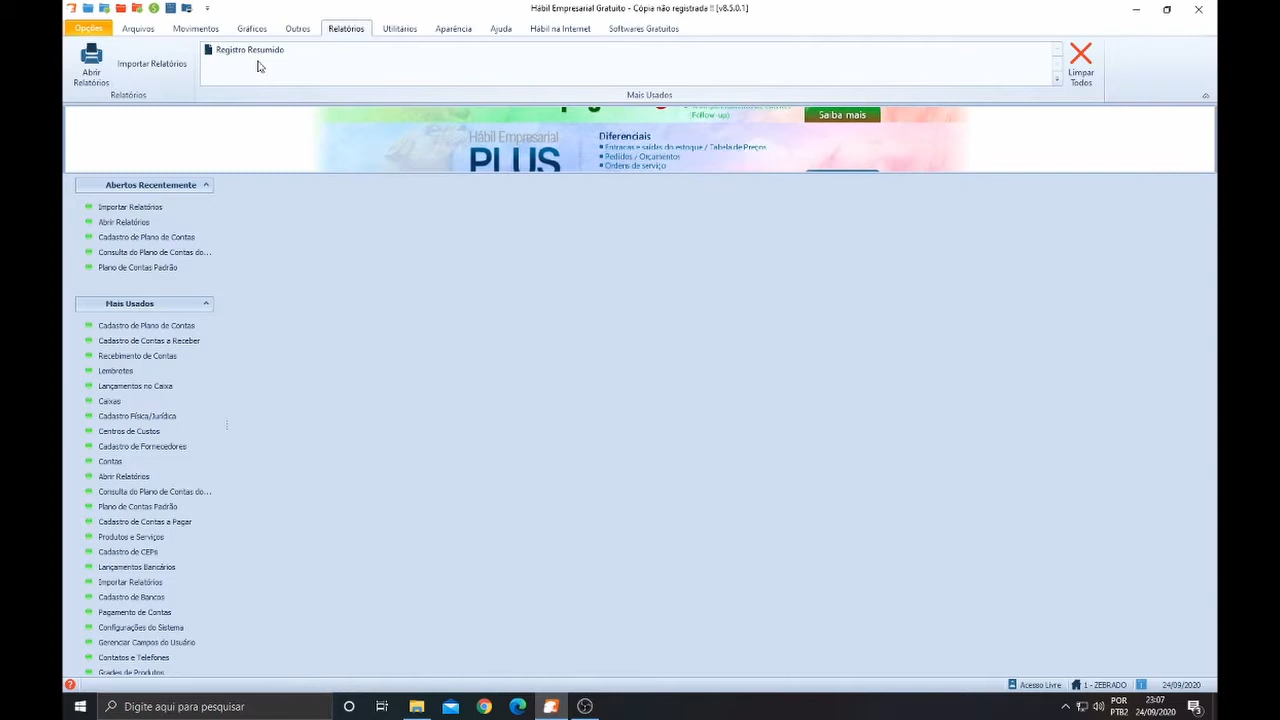 Hábil Empresarial Gratuito - Cópia não registrada !! [v8.5.0.1]
Opções Arquivos Movimentos Gráficos Outros Relatórios Utilitários Aparência Ajuda Hábil na Internet Softwares Gratuitos
Abrir Relatórios
Importar Relatórios
Registro Resumido
Limpar Todos
Relatórios
Mais Usados
(Follow-up)
Saiba mais
Hábil Empresarial
PLUS
Diferenciais
Entradas e saídas do estoque / Tabela de Preços
Pedidos / Orçamentos
Ordens de serviço
Abertos Recentemente
Importar Relatórios
Abrir Relatórios
Cadastro de Plano de Contas
Consulta do Plano de Contas do...
Plano de Contas Padrão
Mais Usados
Cadastro de Plano de Contas
Cadastro de Contas a Receber
Recebimento de Contas
Lembretes
Lançamentos no Caixa
Caixas
Cadastro Física/Jurídica
Centros de Custos
Cadastro de Fornecedores
Contas
Abrir Relatórios
Consulta do Plano de Contas do...
Plano de Contas Padrão
Cadastro de Contas a Pagar
Produtos e Serviços
Cadastro de CEPs
Lançamentos Bancários
Importar Relatórios
Cadastro de Bancos
Pagamento de Contas
Configurações do Sistema
Gerenciar Campos do Usuário
Contatos e Telefones
Grades de Produtos
Acesso Livre 1 - ZEBRADO 24/09/2020
Digite aqui para pesquisar
POR
PTB2
23:07
24/09/2020
3